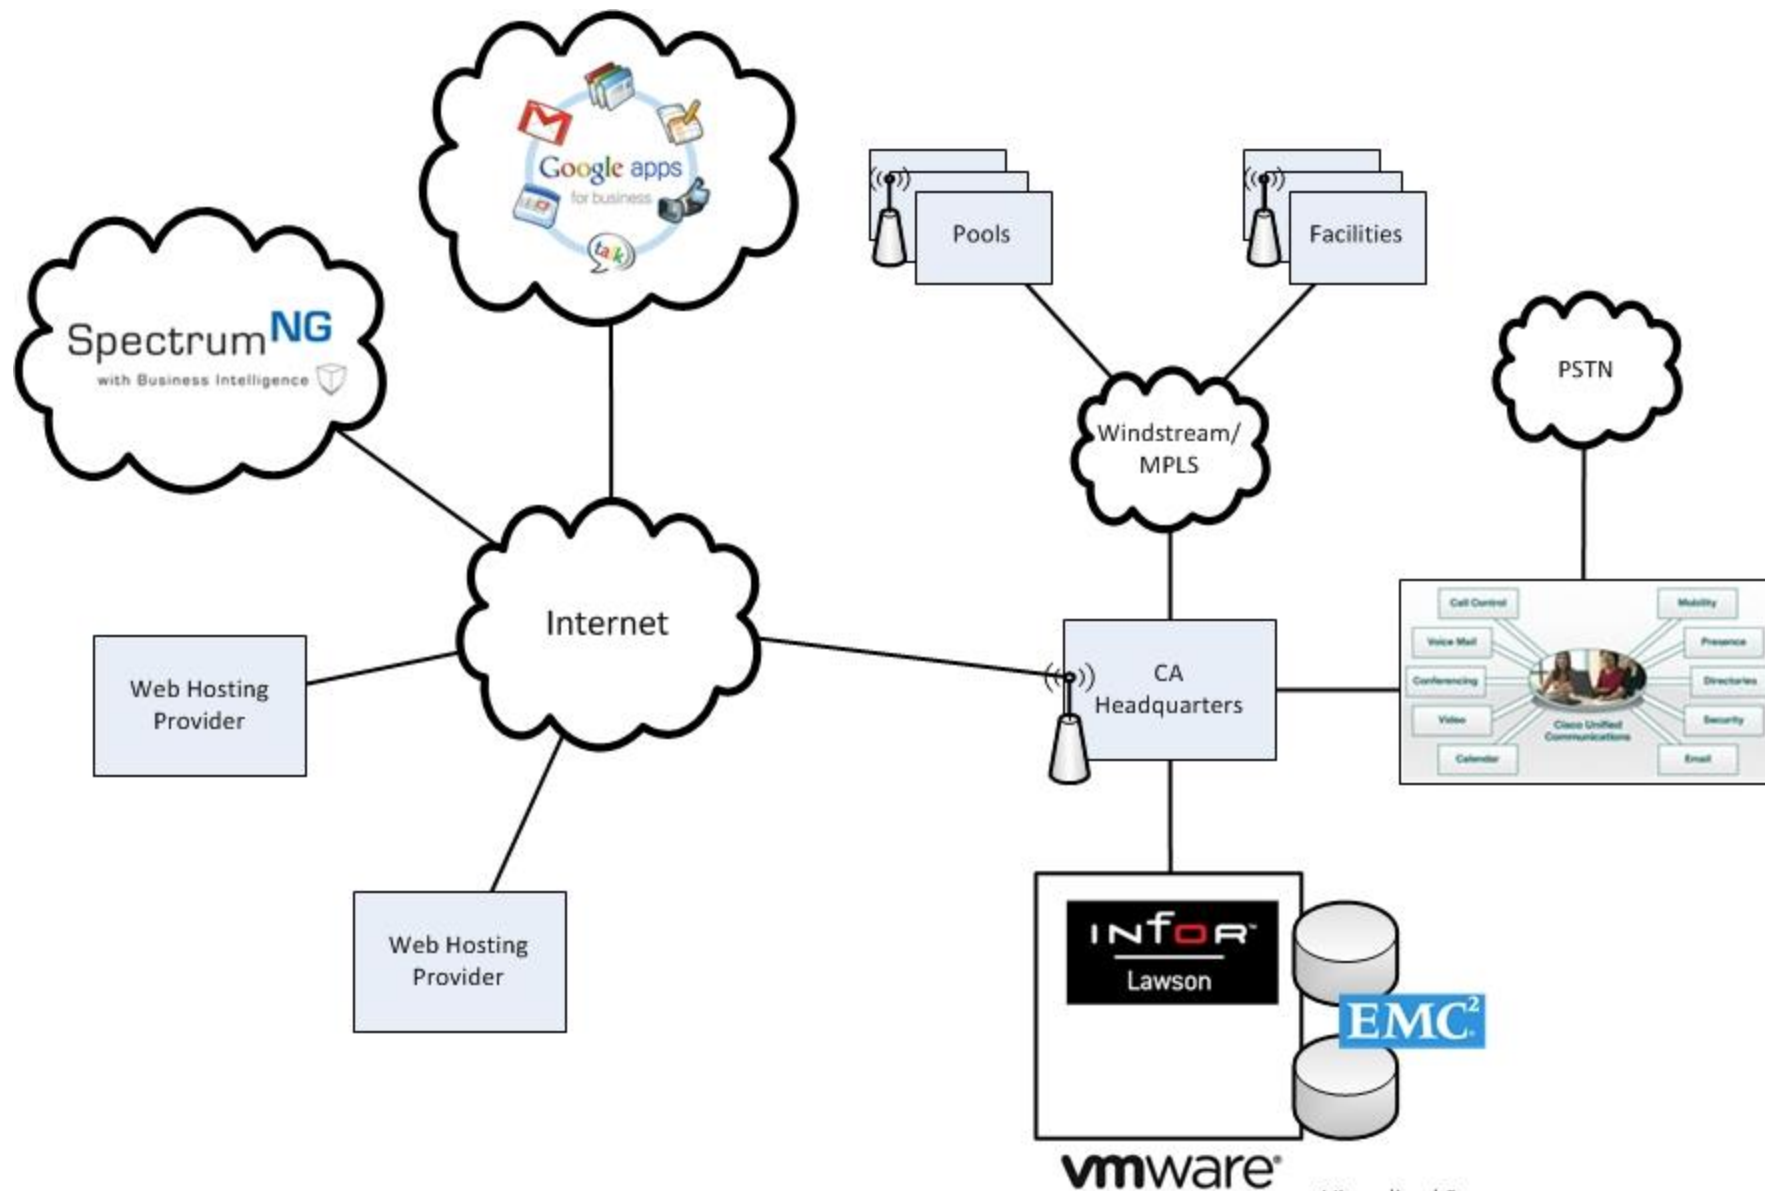 Google apps
for business
talk
Spectrum NG
with Business Intelligence
Pools
Facilities
PSTN
Windstream/
MPLS
Internet
Web Hosting
Provider
CA
Headquarters
Call Control
Mobility
Voice Mail
Presence
Conferencing
Directories
Video
Security
Cisco Unified
Communications
Calendar
Email
Web Hosting
Provider
infor™
Lawson
EMC²
vmware®